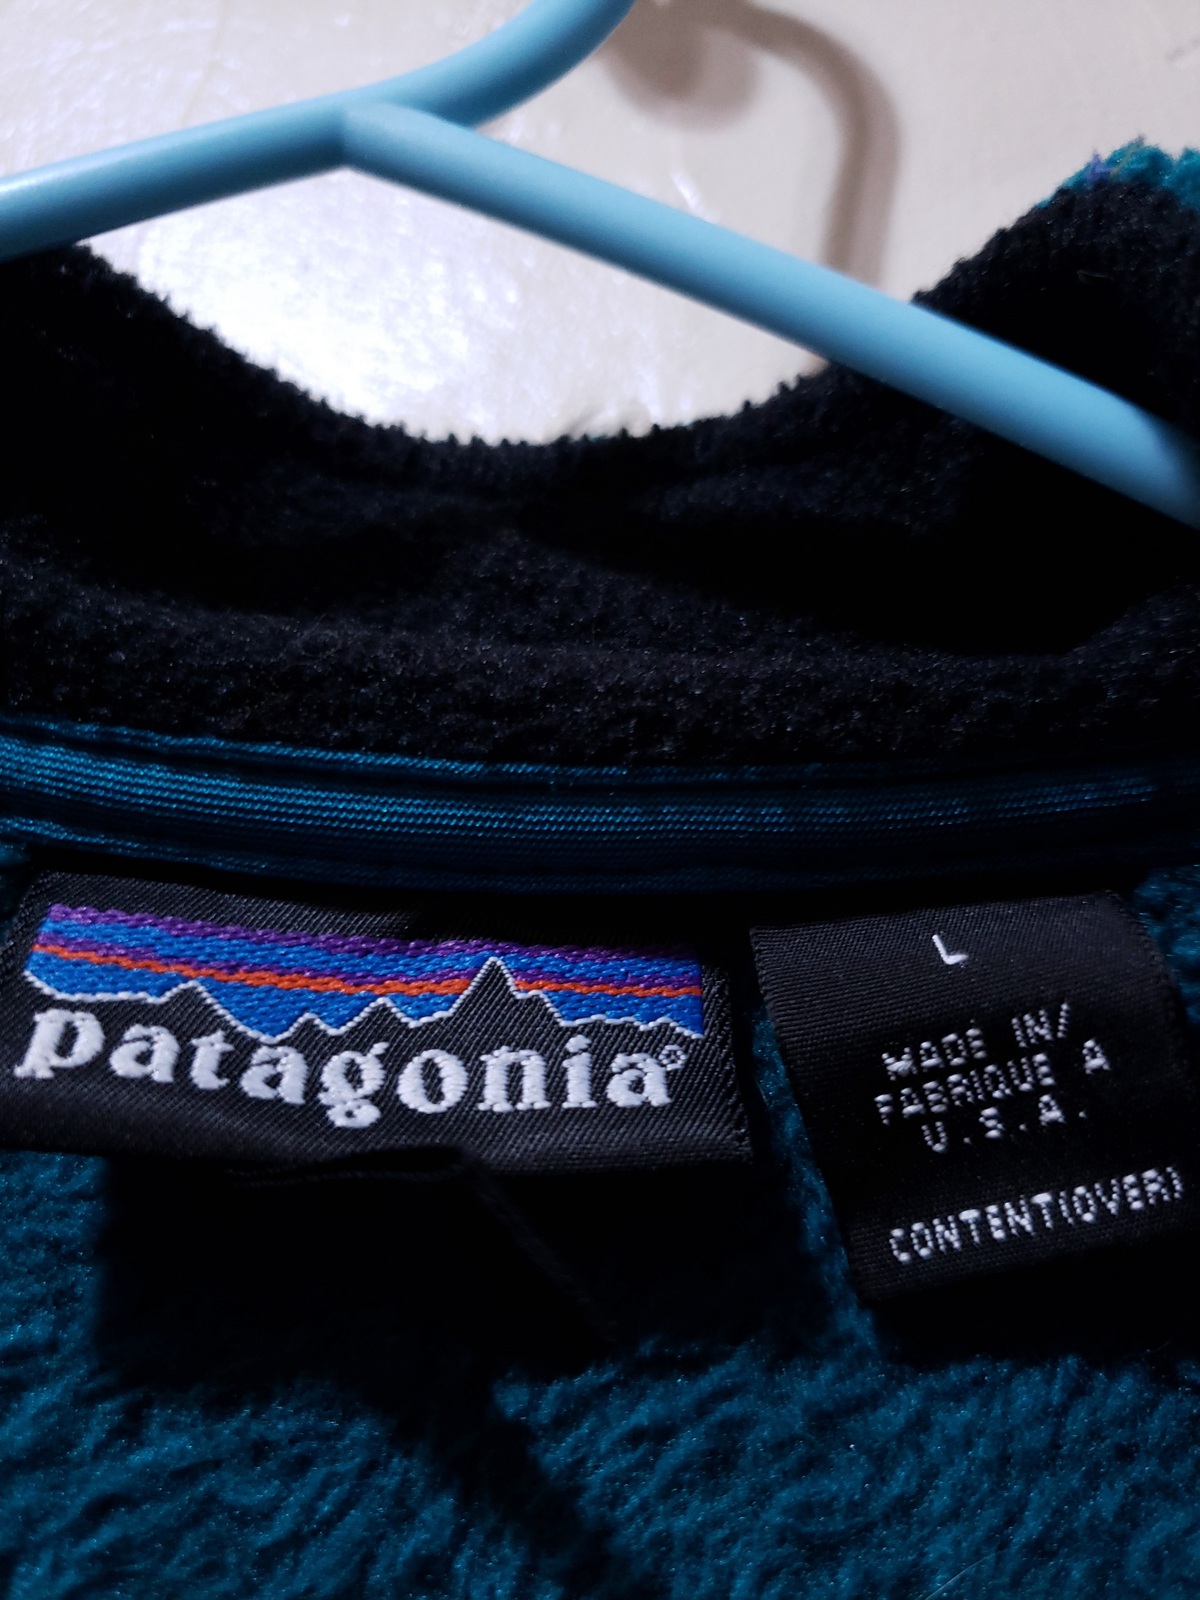 patagonia®
L
MADE IN/
FABRIQUE A
U.S.A.
CONTENT(OVER)